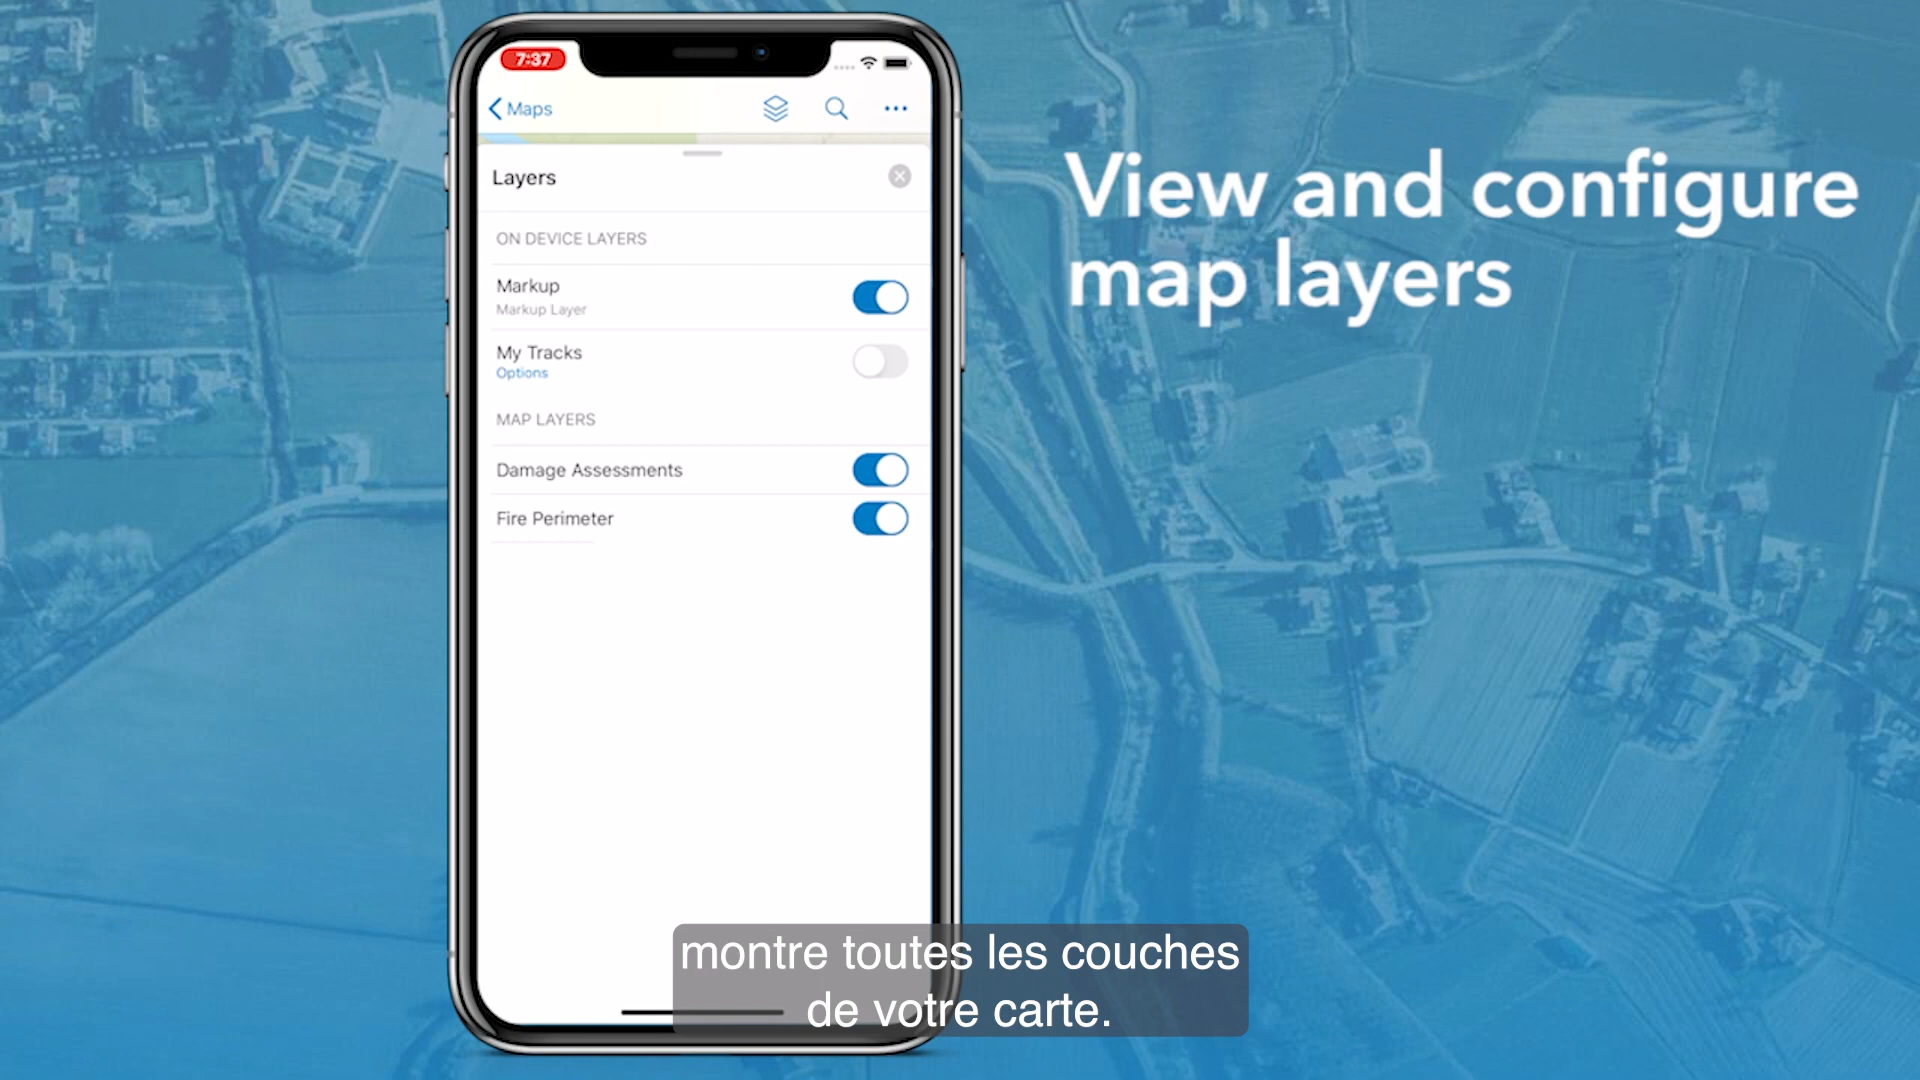 7:37
Maps
Layers
ON DEVICE LAYERS
Markup
Markup Layer
My Tracks
Options
MAP LAYERS
Damage Assessments
Fire Perimeter
View and configure
map layers
montre toutes les couches
de votre carte.